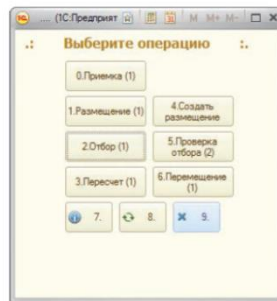 .... (1С:Предприят M M+ M-
.: Выберите операцию :.
0.Приемка (1)
1.Размещение (1)
4.Создать
размещение
2.Отбор (1)
5.Проверка
отбора (2)
3.Пересчет (1)
6.Перемещение
(1)
7. 8. 9.